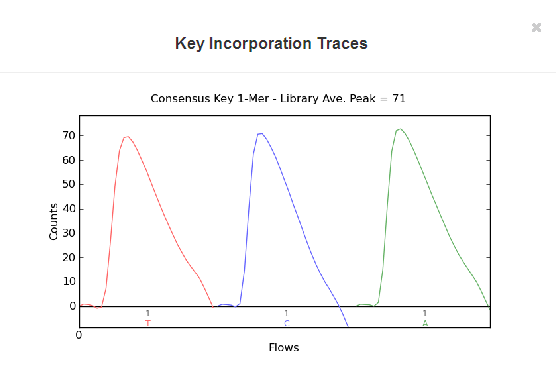 ×
Key Incorporation Traces
Consensus Key 1-Mer - Library Ave. Peak = 71
70
60
50
40
30
20
10
0
Counts
1 1 1
T C A
0
Flows